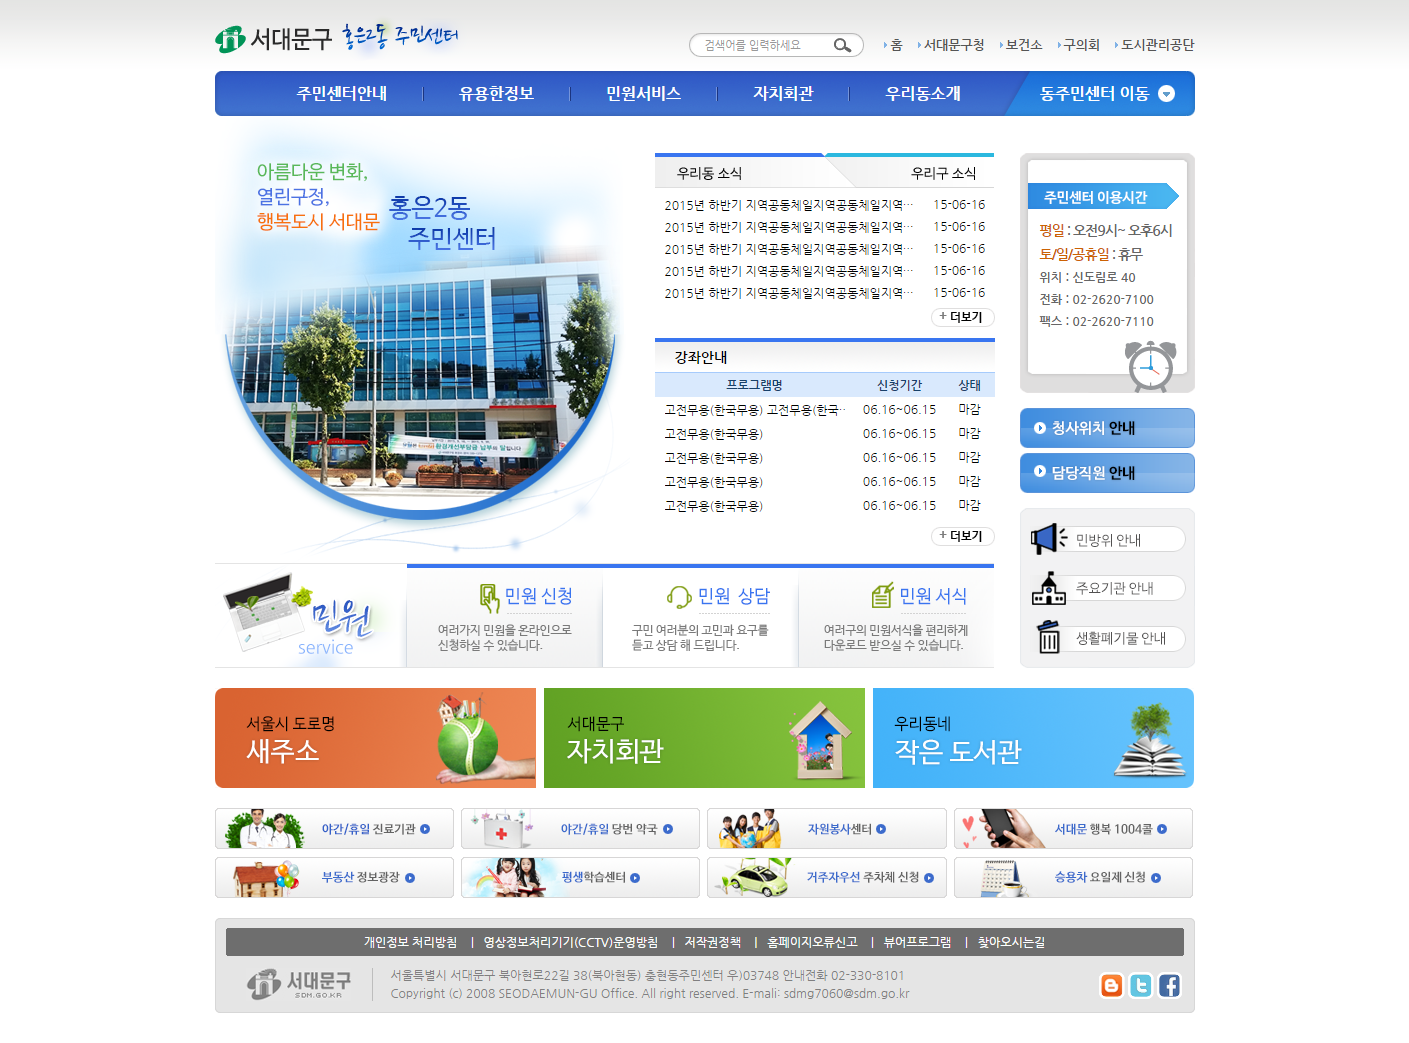 서대문구 홍은2동 주민센터
검색어를 입력하세요
홈 서대문구청 보건소 구의회 도시관리공단
주민센터안내 유용한정보 민원서비스 자치회관 우리동소개 동주민센터 이동
아름다운 변화,
열린구정,
행복도시 서대문
홍은2동
주민센터
우리동 소식 우리구 소식
2015년 하반기 지역공동체일지역공동체일지역… 15-06-16
2015년 하반기 지역공동체일지역공동체일지역… 15-06-16
2015년 하반기 지역공동체일지역공동체일지역… 15-06-16
2015년 하반기 지역공동체일지역공동체일지역… 15-06-16
2015년 하반기 지역공동체일지역공동체일지역… 15-06-16
+ 더보기
강좌안내
프로그램명 신청기간 상태
고전무용(한국무용) 고전무용(한국·· 06.16~06.15 마감
고전무용(한국무용) 06.16~06.15 마감
고전무용(한국무용) 06.16~06.15 마감
고전무용(한국무용) 06.16~06.15 마감
고전무용(한국무용) 06.16~06.15 마감
+ 더보기
주민센터 이용시간
평일 : 오전9시~ 오후6시
토/일/공휴일 : 휴무
위치 : 신도림로 40
전화 : 02-2620-7100
팩스 : 02-2620-7110
청사위치 안내
담당직원 안내
민방위 안내
주요기관 안내
생활폐기물 안내
민원
service
민원 신청
여러가지 민원을 온라인으로
신청하실 수 있습니다.
민원 상담
구민 여러분의 고민과 요구를
듣고 상담 해 드립니다.
민원 서식
여러구의 민원서식을 편리하게
다운로드 받으실 수 있습니다.
서울시 도로명
새주소
서대문구
자치회관
우리동네
작은 도서관
야간/휴일 진료기관
야간/휴일 당번 약국
자원봉사센터
서대문 행복 1004콜
부동산 정보광장
평생학습센터
거주자우선 주차체 신청
승용차 요일제 신청
개인정보 처리방침 | 영상정보처리기기(CCTV)운영방침 | 저작권정책 | 홈페이지오류신고 | 뷰어프로그램 | 찾아오시는길
서대문구
SDM.GO.KR
서울특별시 서대문구 북아현로22길 38(북아현동) 충현동주민센터 우)03748 안내전화 02-330-8101
Copyright (c) 2008 SEODAEMUN-GU Office. All right reserved. E-mali: sdmg7060@sdm.go.kr